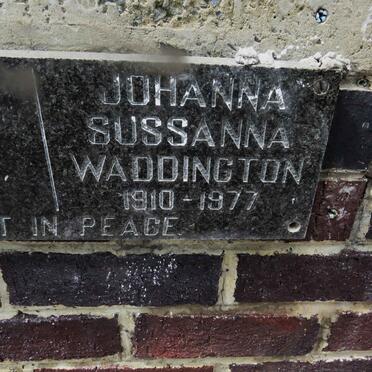 JOHANNA
SUSSANNA
WADDINGTON
1910 - 1977
T IN PEACE.